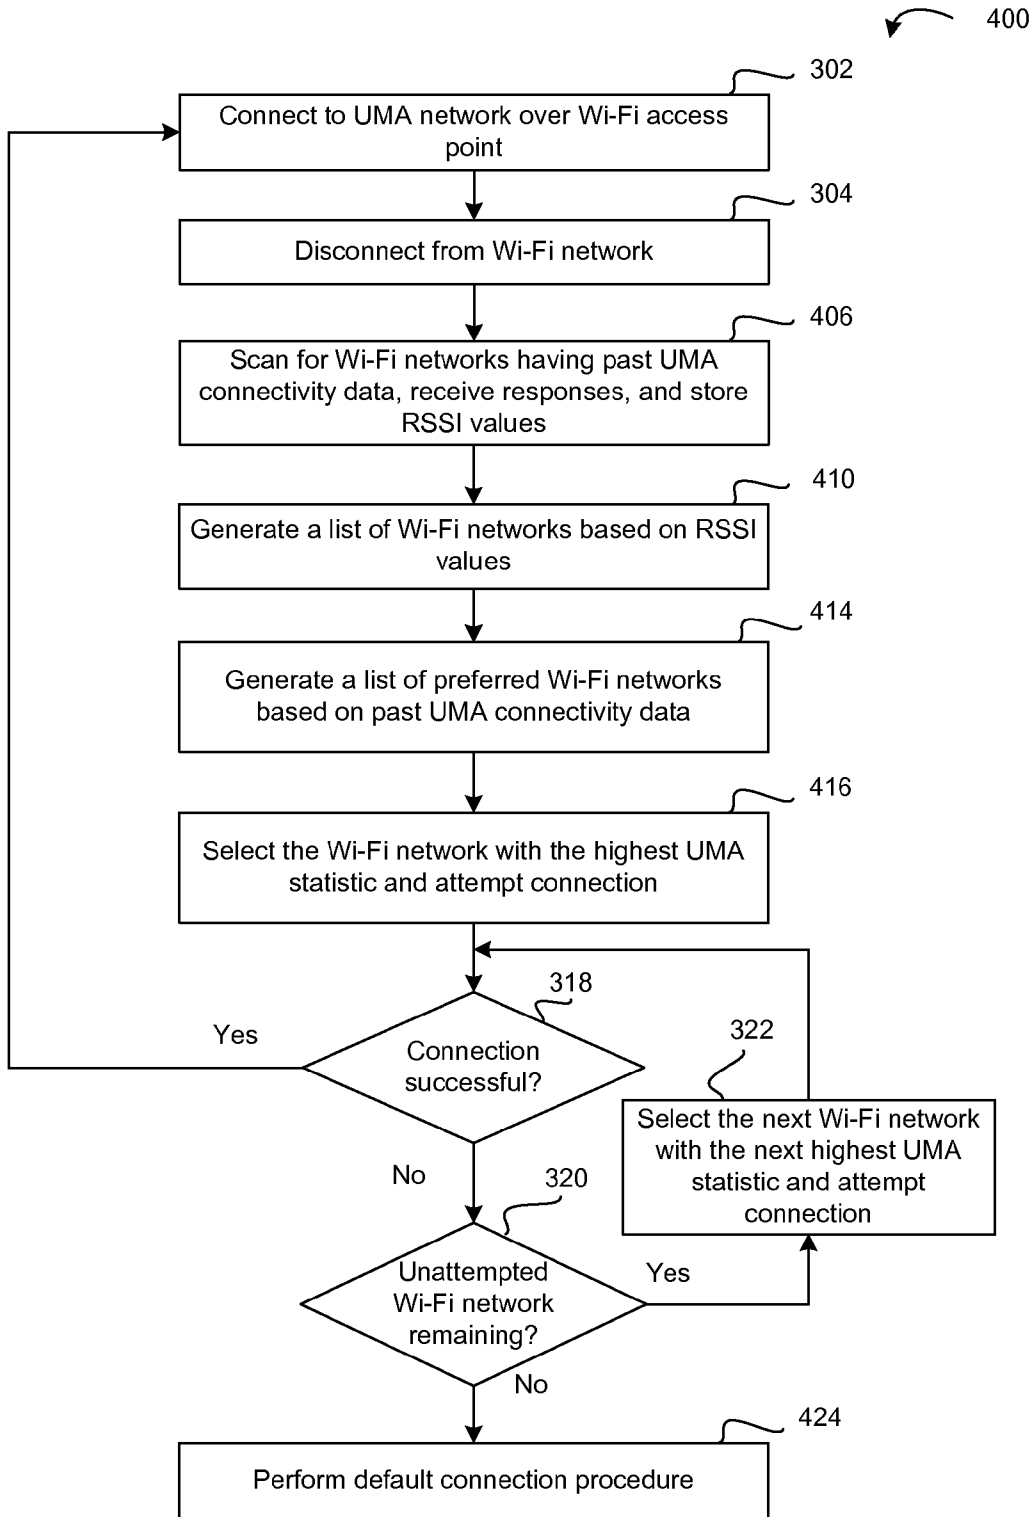 400
302
Connect to UMA network over Wi-Fi access
point
304
Disconnect from Wi-Fi network
406
Scan for Wi-Fi networks having past UMA
connectivity data, receive responses, and store
RSSI values
410
Generate a list of Wi-Fi networks based on RSSI
values
414
Generate a list of preferred Wi-Fi networks
based on past UMA connectivity data
416
Select the Wi-Fi network with the highest UMA
statistic and attempt connection
318
Yes
Connection
successful?
322
Select the next Wi-Fi network
with the next highest UMA
statistic and attempt
connection
No
320
Unattempted
Wi-Fi network
remaining?
Yes
No
424
Perform default connection procedure